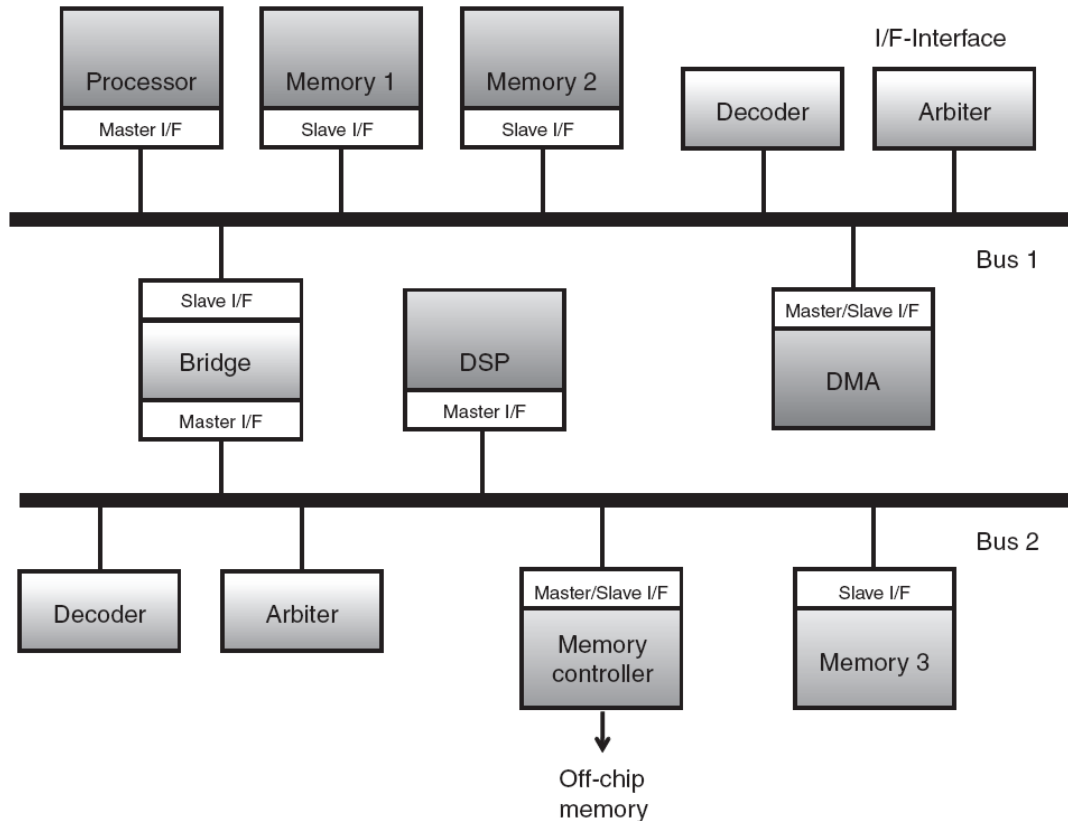 I/F-Interface
Processor
Master I/F
Memory 1
Slave I/F
Memory 2
Slave I/F
Decoder
Arbiter
Bus 1
Slave I/F
Bridge
Master I/F
DSP
Master I/F
Master/Slave I/F
DMA
Bus 2
Decoder
Arbiter
Master/Slave I/F
Memory
controller
Slave I/F
Memory 3
Off-chip
memory